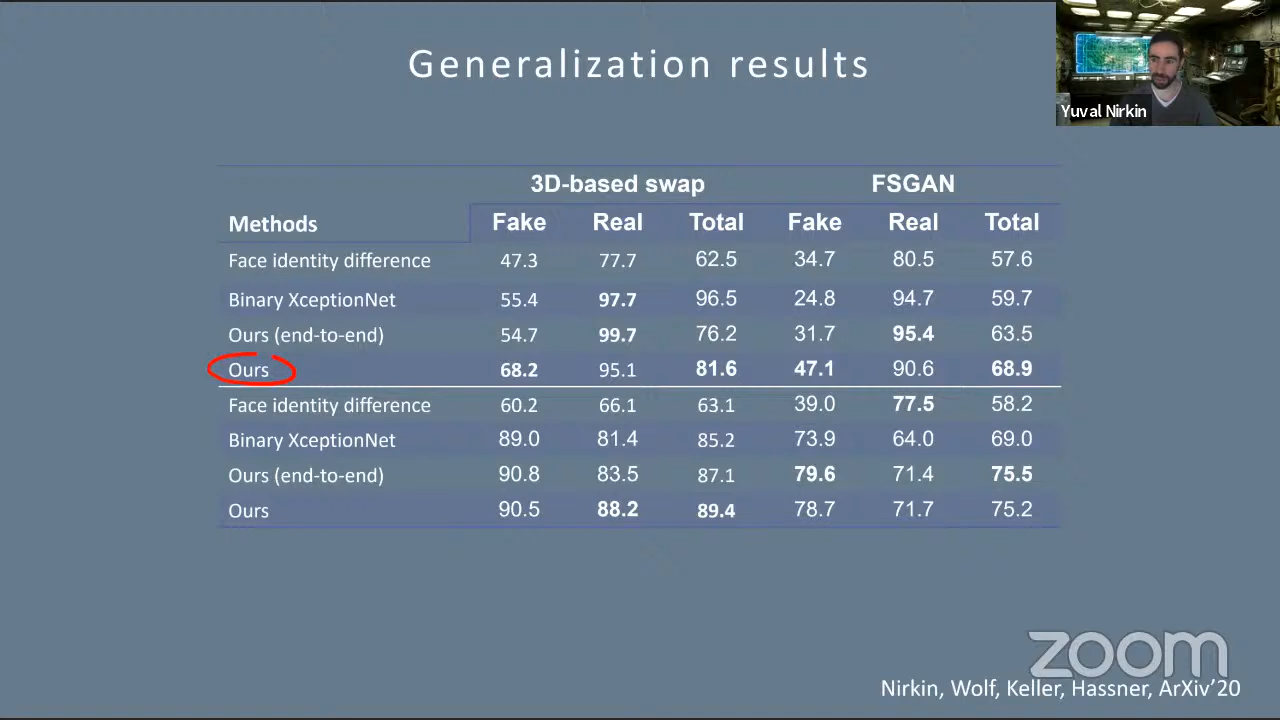 Generalization results
Yuval Nirkin
3D-based swap FSGAN
Methods Fake Real Total Fake Real Total
Face identity difference 47.3 77.7 62.5 34.7 80.5 57.6
Binary XceptionNet 55.4 97.7 96.5 24.8 94.7 59.7
Ours (end-to-end) 54.7 99.7 76.2 31.7 95.4 63.5
Ours 68.2 95.1 81.6 47.1 90.6 68.9
Face identity difference 60.2 66.1 63.1 39.0 77.5 58.2
Binary XceptionNet 89.0 81.4 85.2 73.9 64.0 69.0
Ours (end-to-end) 90.8 83.5 87.1 79.6 71.4 75.5
Ours 90.5 88.2 89.4 78.7 71.7 75.2
zoom
Nirkin, Wolf, Keller, Hassner, ArXiv'20